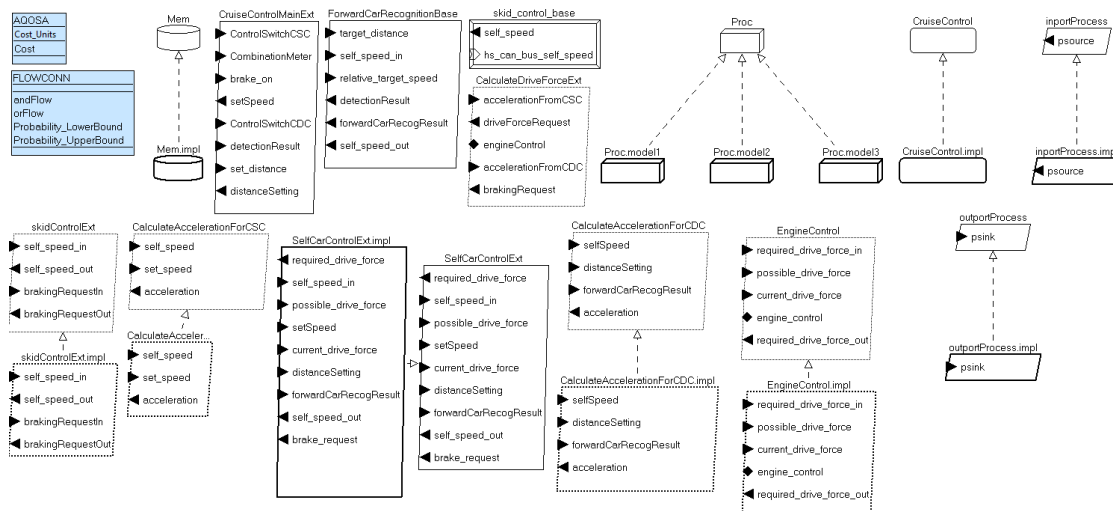 AQOSA
Cost_Units
Cost
FLOWCONN
andFlow
orFlow
Probability_LowerBound
Probability_UpperBound
Mem
Mem.impl
CruiseControlMainExt
ControlSwitchCSC
CombinationMeter
brake_on
setSpeed
ControlSwitchCDC
detectionResult
set_distance
distanceSetting
ForwardCarRecognitionBase
target_distance
self_speed_in
relative_target_speed
detectionResult
forwardCarRecogResult
self_speed_out
skid_control_base
self_speed
hs_can_bus_self_speed
CalculateDriveForceExt
accelerationFromCSC
driveForceRequest
engineControl
accelerationFromCDC
brakingRequest
Proc
Proc.model1
Proc.model2
Proc.model3
CruiseControl
CruiseControl.impl
inportProcess
psource
inportProcess.impl
psource
skidControlExt
self_speed_in
self_speed_out
brakingRequestIn
brakingRequestOut
skidControlExt.impl
self_speed_in
self_speed_out
brakingRequestIn
brakingRequestOut
CalculateAccelerationForCSC
self_speed
set_speed
acceleration
CalculateAcceler...
self_speed
set_speed
acceleration
SelfCarControlExt.impl
required_drive_force
self_speed_in
possible_drive_force
setSpeed
current_drive_force
distanceSetting
forwardCarRecogResult
self_speed_out
brake_request
SelfCarControlExt
required_drive_force
self_speed_in
possible_drive_force
setSpeed
current_drive_force
distanceSetting
forwardCarRecogResult
self_speed_out
brake_request
CalculateAccelerationForCDC
selfSpeed
distanceSetting
forwardCarRecogResult
acceleration
CalculateAccelerationForCDC.impl
selfSpeed
distanceSetting
forwardCarRecogResult
acceleration
EngineControl
required_drive_force_in
possible_drive_force
current_drive_force
engine_control
required_drive_force_out
EngineControl.impl
required_drive_force_in
possible_drive_force
current_drive_force
engine_control
required_drive_force_out
outportProcess
psink
outportProcess.impl
psink